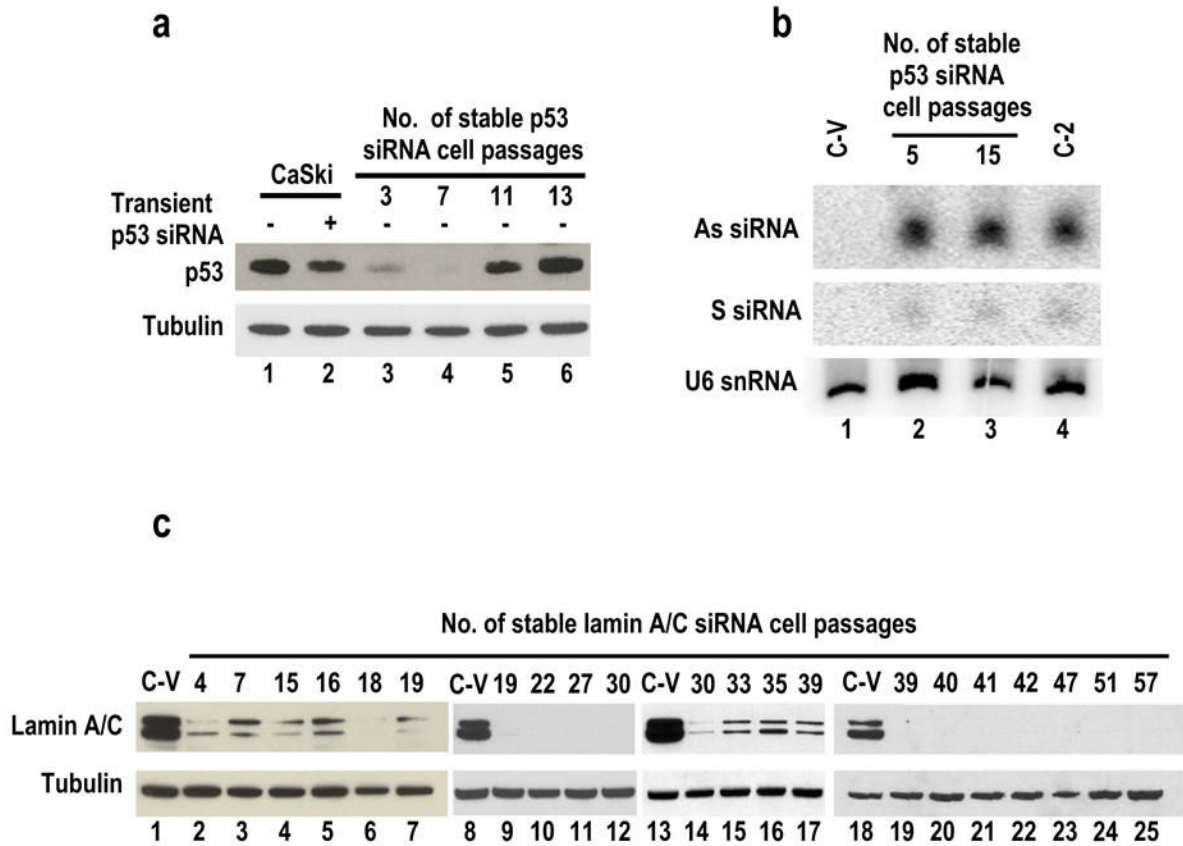 a
No. of stable p53
siRNA cell passages
CaSki
3 7 11 13
Transient
p53 siRNA
- + - - - -
p53
Tubulin
1 2 3 4 5 6
b
No. of stable
p53 siRNA
cell passages
C-V 5 15 C-2
As siRNA
S siRNA
U6 snRNA
1 2 3 4
c
No. of stable lamin A/C siRNA cell passages
C-V 4 7 15 16 18 19 C-V 19 22 27 30 C-V 30 33 35 39 C-V 39 40 41 42 47 51 57
Lamin A/C
Tubulin
1 2 3 4 5 6 7 8 9 10 11 12 13 14 15 16 17 18 19 20 21 22 23 24 25